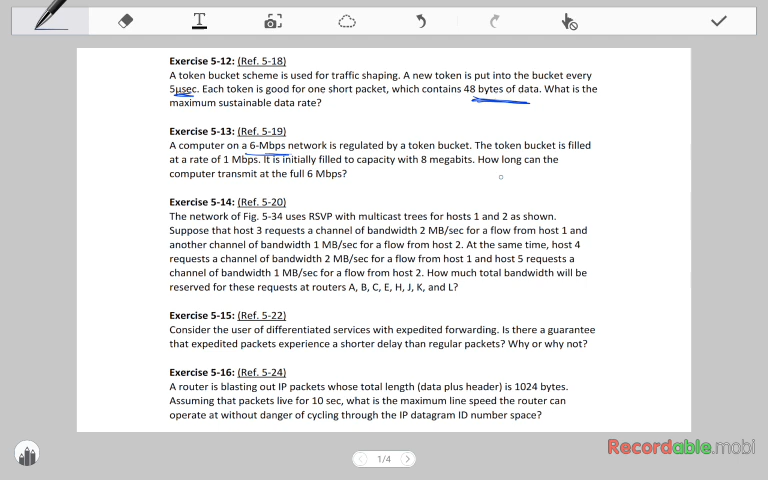 T
Exercise 5-12: (Ref. 5-18)
A token bucket scheme is used for traffic shaping. A new token is put into the bucket every
5μsec. Each token is good for one short packet, which contains 48 bytes of data. What is the
maximum sustainable data rate?
Exercise 5-13: (Ref. 5-19)
A computer on a 6-Mbps network is regulated by a token bucket. The token bucket is filled
at a rate of 1 Mbps. It is initially filled to capacity with 8 megabits. How long can the
computer transmit at the full 6 Mbps?
Exercise 5-14: (Ref. 5-20)
The network of Fig. 5-34 uses RSVP with multicast trees for hosts 1 and 2 as shown.
Suppose that host 3 requests a channel of bandwidth 2 MB/sec for a flow from host 1 and
another channel of bandwidth 1 MB/sec for a flow from host 2. At the same time, host 4
requests a channel of bandwidth 2 MB/sec for a flow from host 1 and host 5 requests a
channel of bandwidth 1 MB/sec for a flow from host 2. How much total bandwidth will be
reserved for these requests at routers A, B, C, E, H, J, K, and L?
Exercise 5-15: (Ref. 5-22)
Consider the user of differentiated services with expedited forwarding. Is there a guarantee
that expedited packets experience a shorter delay than regular packets? Why or why not?
Exercise 5-16: (Ref. 5-24)
A router is blasting out IP packets whose total length (data plus header) is 1024 bytes.
Assuming that packets live for 10 sec, what is the maximum line speed the router can
operate at without danger of cycling through the IP datagram ID number space?
Recordable.mobi
1/4